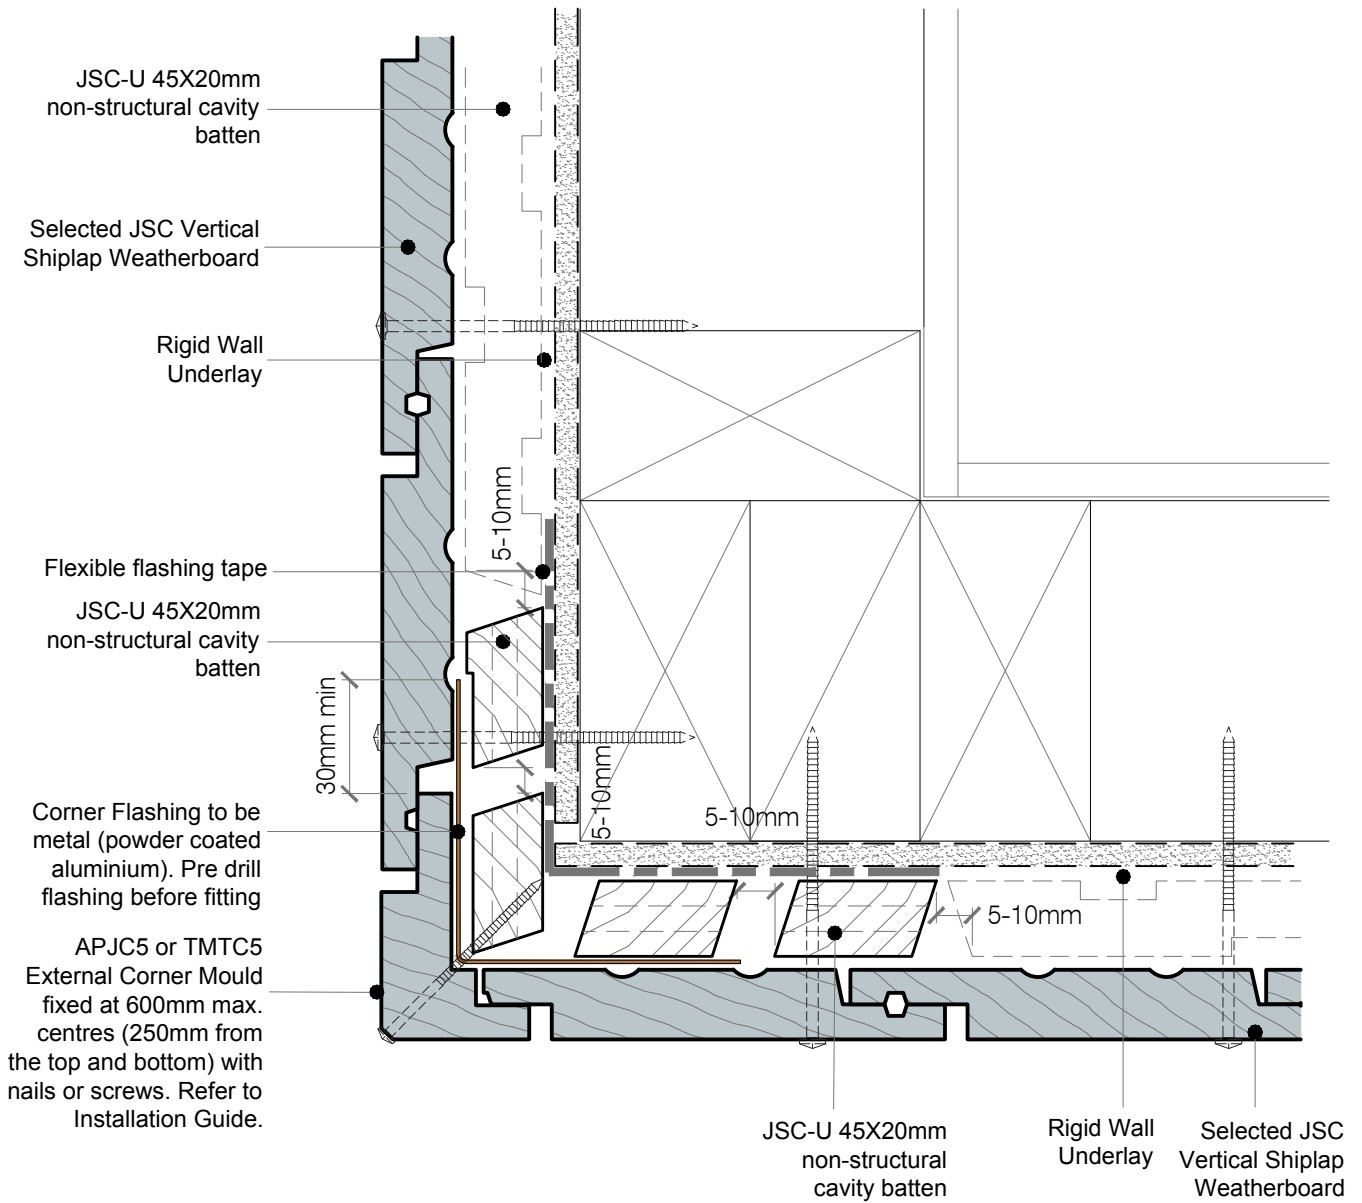 JSC-U 45X20mm
non-structural cavity
batten
Selected JSC Vertical
Shiplap Weatherboard
Rigid Wall
Underlay
5-10mm
Flexible flashing tape
JSC-U 45X20mm
non-structural cavity
batten
30mm min
5-10mm
5-10mm
Corner Flashing to be
metal (powder coated
aluminium). Pre drill
flashing before fitting
5-10mm
APJC5 or TMTC5
External Corner Mould
fixed at 600mm max.
centres (250mm from
the top and bottom) with
nails or screws. Refer to
Installation Guide.
JSC-U 45X20mm
non-structural
cavity batten
Rigid Wall
Underlay
Selected JSC
Vertical Shiplap
Weatherboard